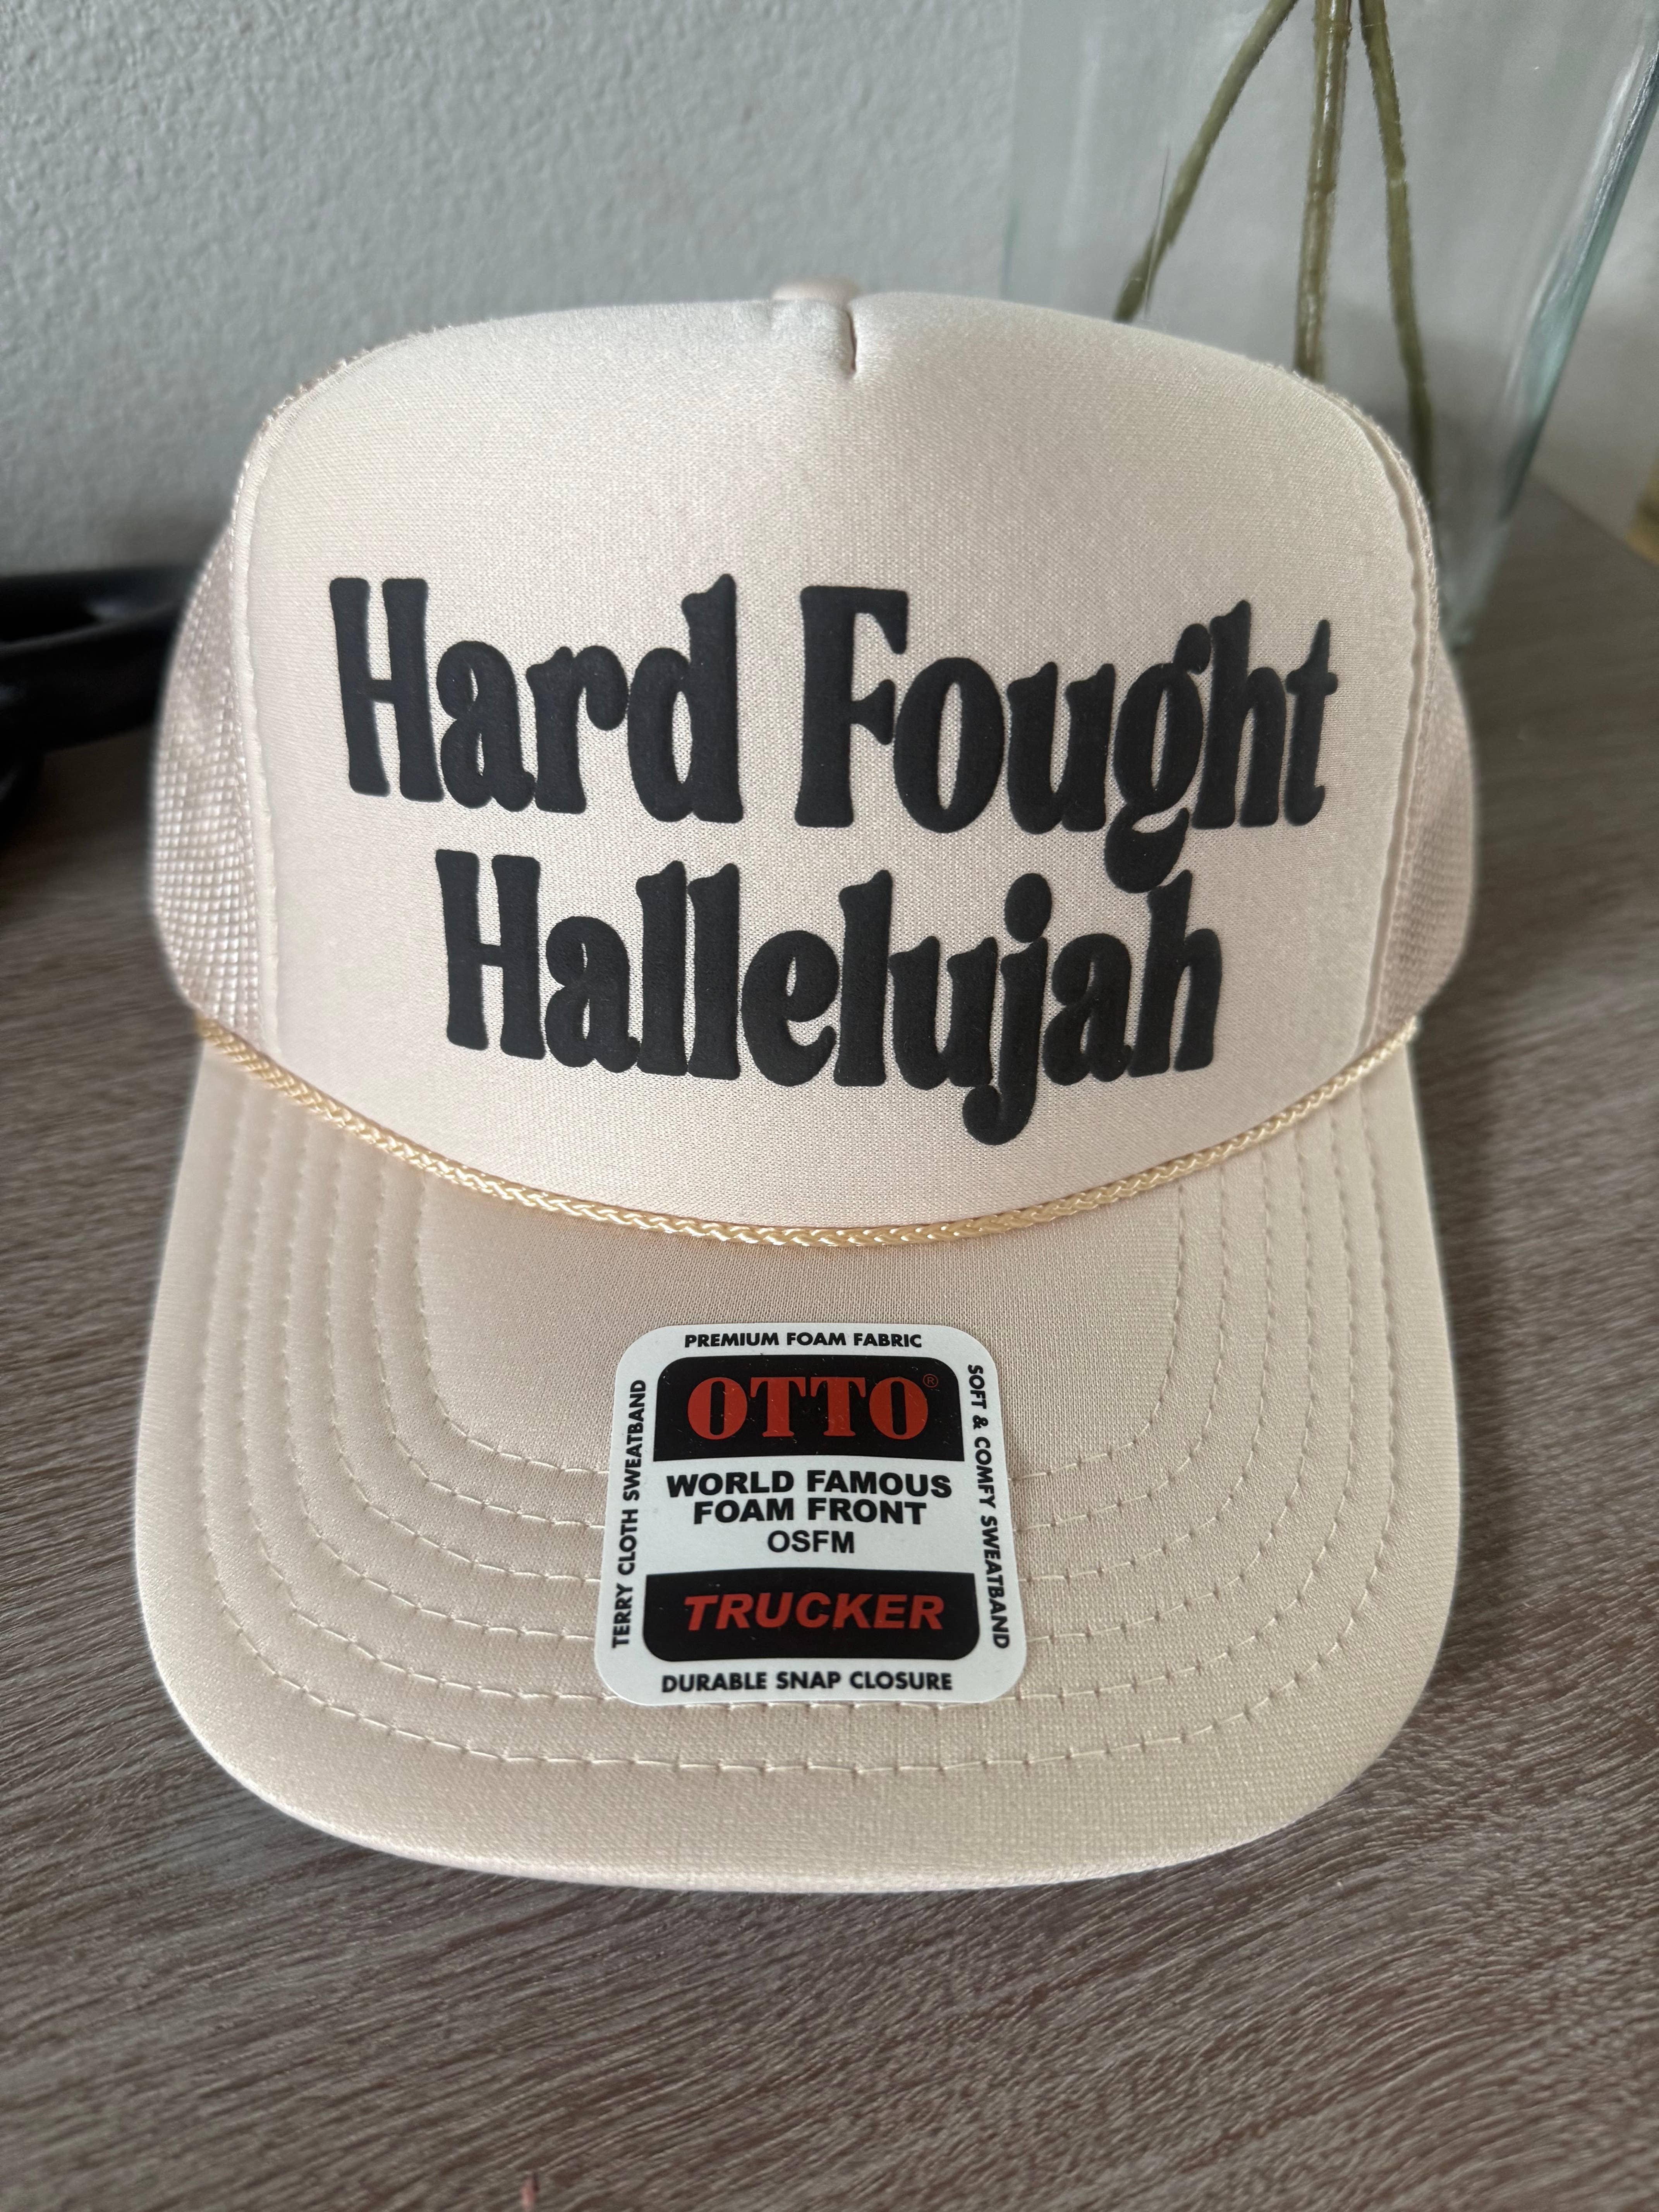 Hard Fought
Hallelujah
PREMIUM FOAM FABRIC
OTTO®
WORLD FAMOUS
FOAM FRONT
OSFM
TRUCKER
DURABLE SNAP CLOSURE
TERRY CLOTH SWEATBAND
SOFT & COMFY SWEATBAND